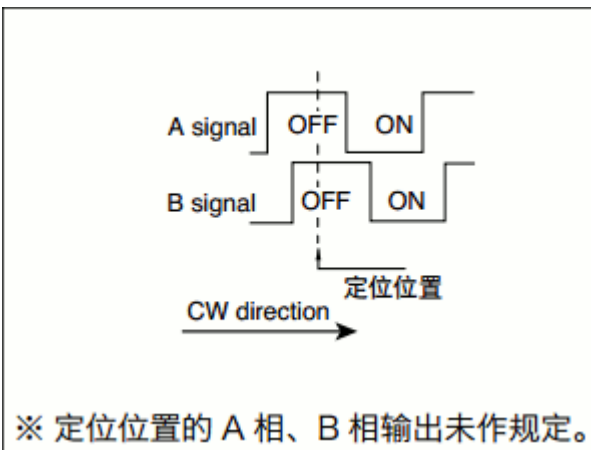 A signal OFF ON
B signal OFF ON
定位位置
CW direction
※ 定位位置的 A 相、B 相输出未作规定。